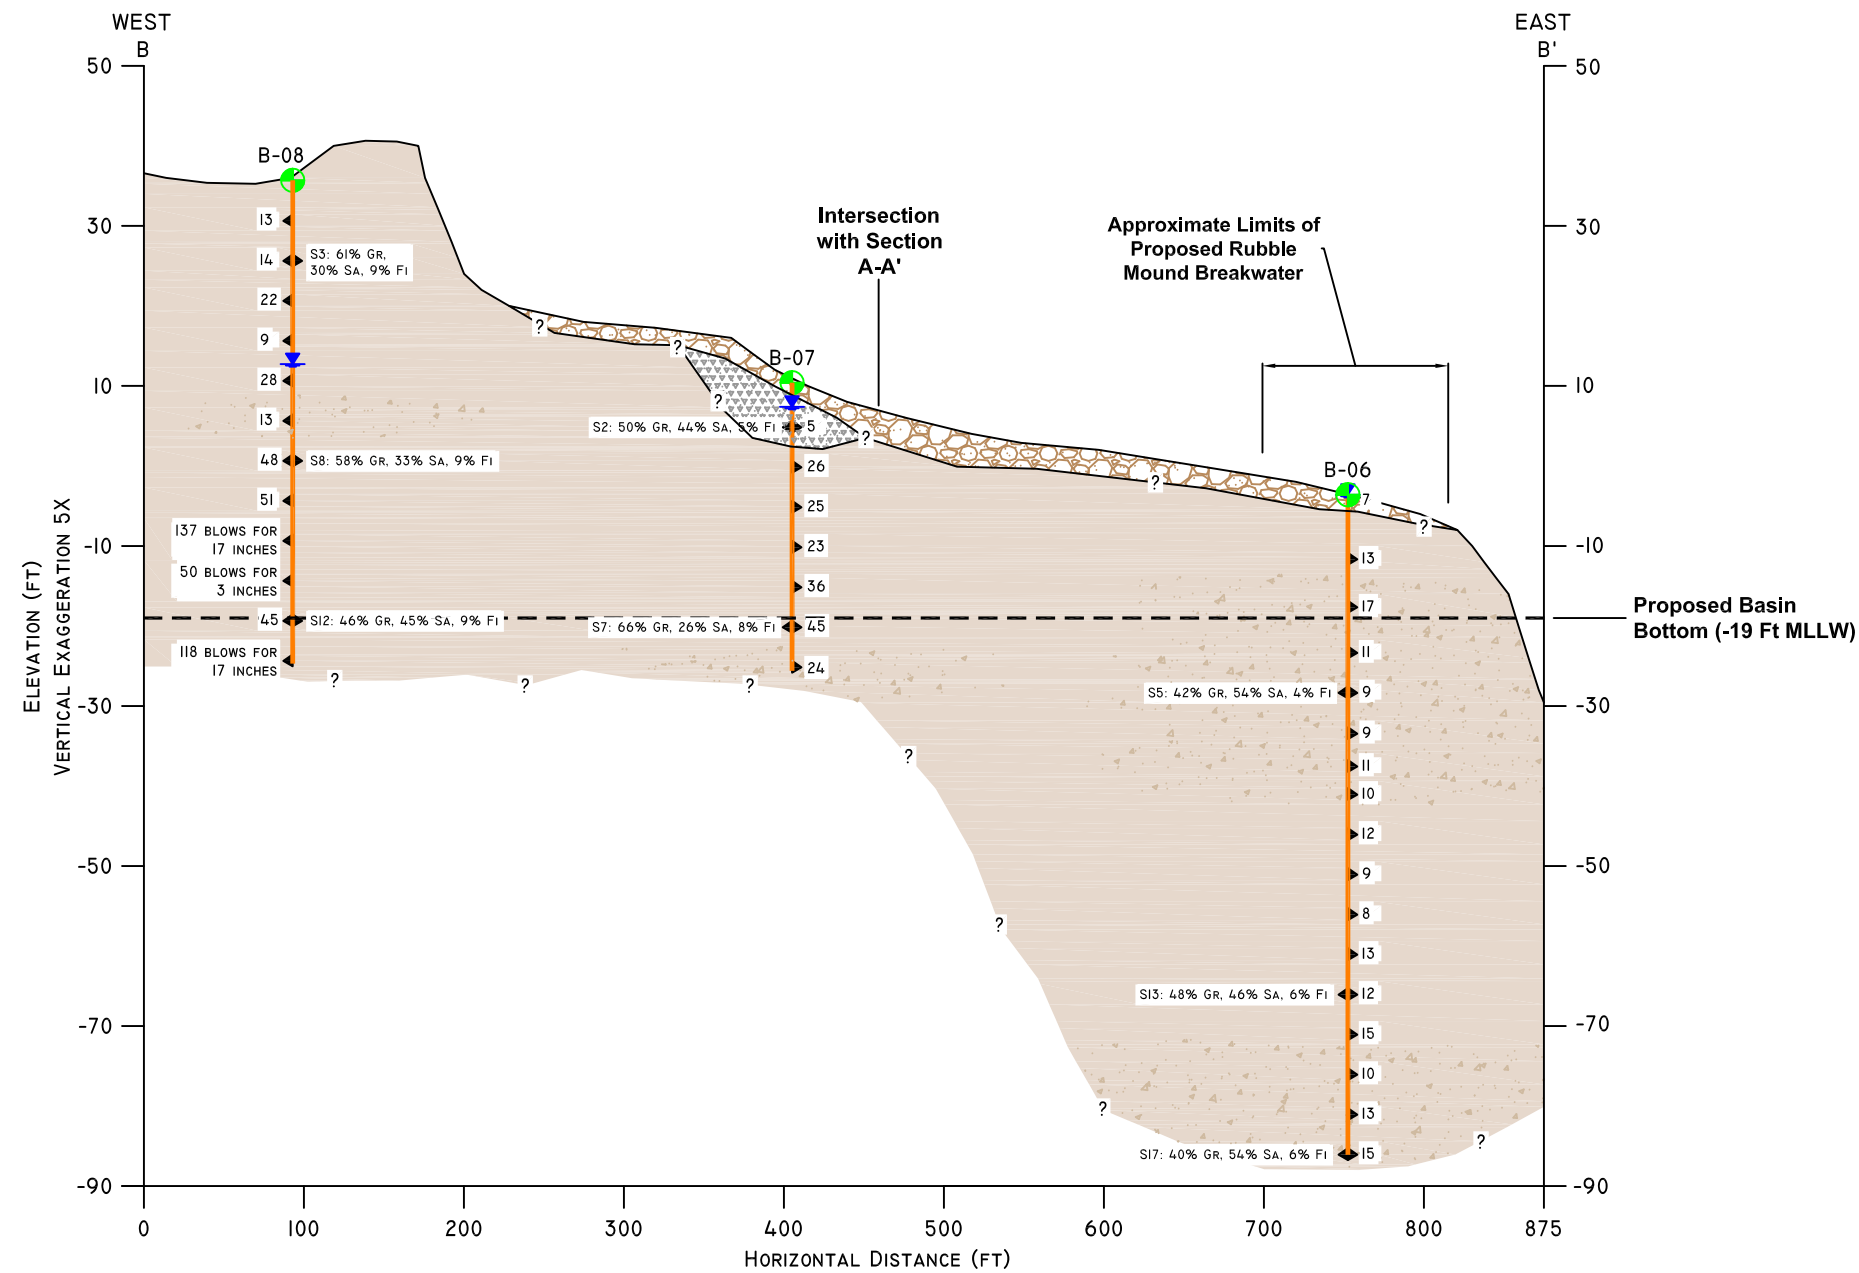 WEST
B
EAST
B'
50
30
10
-10
-30
-50
-70
-90
ELEVATION (FT)
VERTICAL EXAGGERATION 5X
B-08
13
14
S3: 61% GR,
30% SA, 9% FI
22
9
28
13
48
S8: 58% GR, 33% SA, 9% FI
51
137 BLOWS FOR
17 INCHES
50 BLOWS FOR
3 INCHES
45
S12: 46% GR, 45% SA, 9% FI
118 BLOWS FOR
17 INCHES
?
?
?
?
?
?
?
?
?
?
?
?
?
?
B-07
S2: 50% GR, 44% SA, 5% FI
5
26
25
23
36
S7: 66% GR, 26% SA, 8% FI
45
24
Intersection
with Section
A-A'
Approximate Limits of
Proposed Rubble
Mound Breakwater
B-06
7
13
17
11
S5: 42% GR, 54% SA, 4% FI
9
9
11
10
12
9
8
13
S13: 48% GR, 46% SA, 6% FI
12
15
10
13
S17: 40% GR, 54% SA, 6% FI
15
50
30
10
-10
-30
-50
-70
-90
Proposed Basin
Bottom (-19 Ft MLLW)
0
100
200
300
400
500
600
700
800
875
HORIZONTAL DISTANCE (FT)